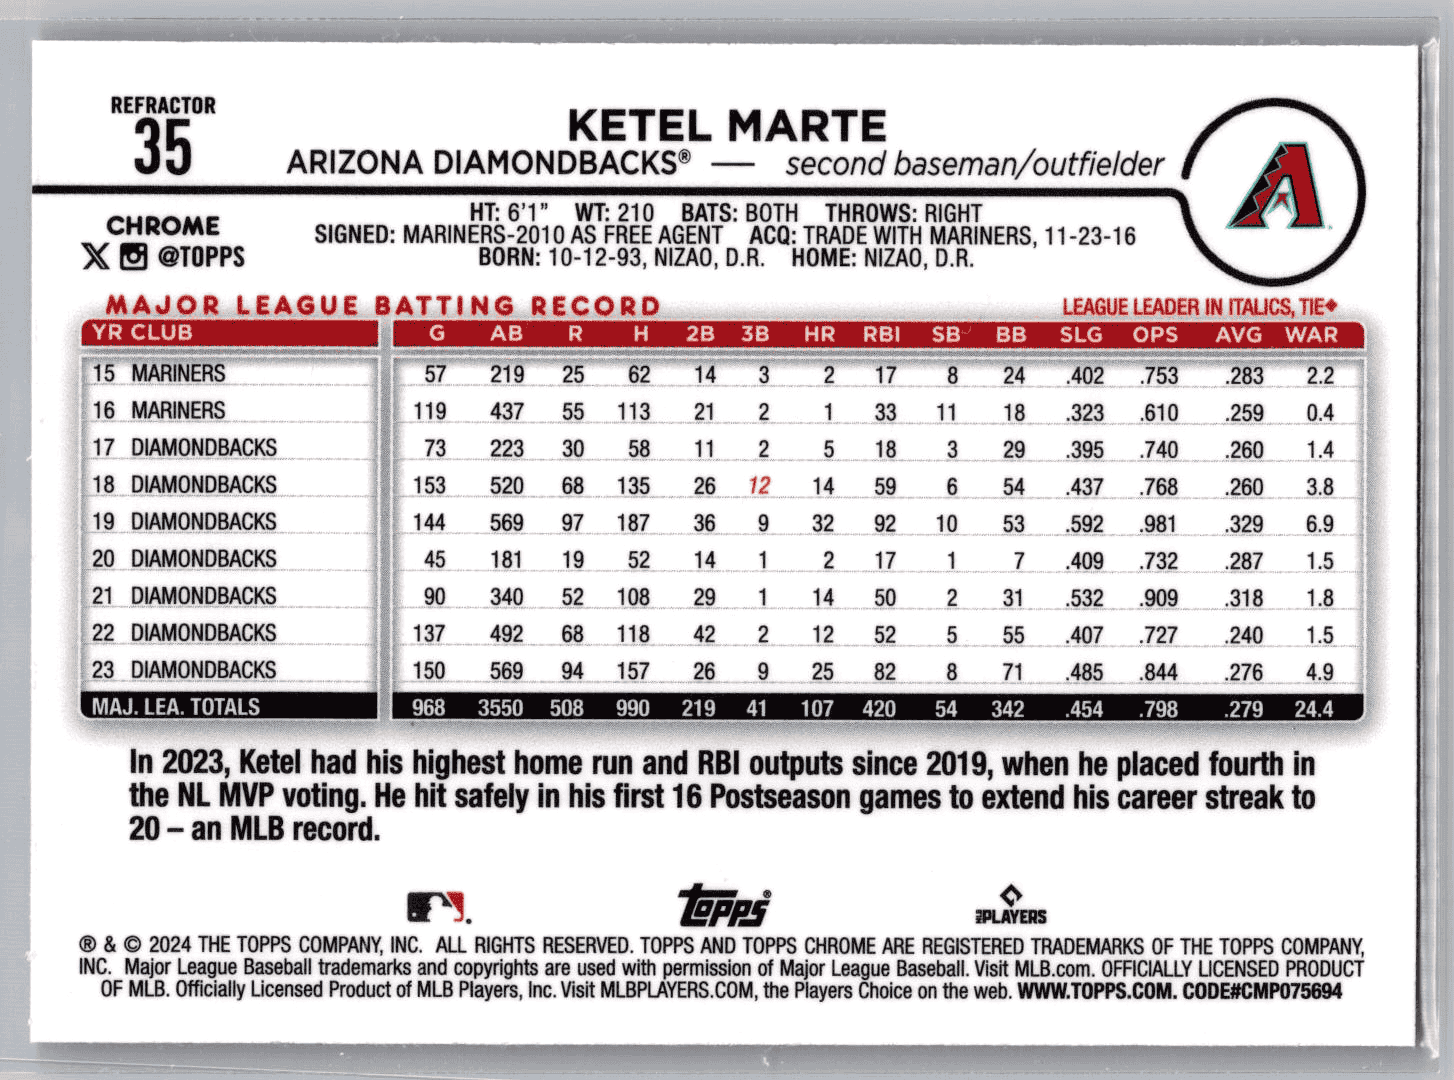 REFRACTOR
35
KETEL MARTE
ARIZONA DIAMONDBACKS® — second baseman/outfielder
CHROME
@TOPPS
HT: 6'1” WT: 210 BATS: BOTH THROWS: RIGHT
SIGNED: MARINERS-2010 AS FREE AGENT ACQ: TRADE WITH MARINERS, 11-23-16
BORN: 10-12-93, NIZAO, D.R. HOME: NIZAO, D.R.
MAJOR LEAGUE BATTING RECORD LEAGUE LEADER IN ITALICS, TIE♦
YR CLUB G AB R H 2B 3B HR RBI SB BB SLG OPS AVG WAR
15 MARINERS 57 219 25 62 14 3 2 17 8 24 .402 .753 .283 2.2
16 MARINERS 119 437 55 113 21 2 1 33 11 18 .323 .610 .259 0.4
17 DIAMONDBACKS 73 223 30 58 11 2 5 18 3 29 .395 .740 .260 1.4
18 DIAMONDBACKS 153 520 68 135 26 12 14 59 6 54 .437 .768 .260 3.8
19 DIAMONDBACKS 144 569 97 187 36 9 32 92 10 53 .592 .981 .329 6.9
20 DIAMONDBACKS 45 181 19 52 14 1 2 17 1 7 .409 .732 .287 1.5
21 DIAMONDBACKS 90 340 52 108 29 1 14 50 2 31 .532 .909 .318 1.8
22 DIAMONDBACKS 137 492 68 118 42 2 12 52 5 55 .407 .727 .240 1.5
23 DIAMONDBACKS 150 569 94 157 26 9 25 82 8 71 .485 .844 .276 4.9
MAJ. LEA. TOTALS 968 3550 508 990 219 41 107 420 54 342 .454 .798 .279 24.4
In 2023, Ketel had his highest home run and RBI outputs since 2019, when he placed fourth in
the NL MVP voting. He hit safely in his first 16 Postseason games to extend his career streak to
20 – an MLB record.
topps® MLB PLAYERS
® & © 2024 THE TOPPS COMPANY, INC. ALL RIGHTS RESERVED. TOPPS AND TOPPS CHROME ARE REGISTERED TRADEMARKS OF THE TOPPS COMPANY,
INC. Major League Baseball trademarks and copyrights are used with permission of Major League Baseball. Visit MLB.com. OFFICIALLY LICENSED PRODUCT
OF MLB. Officially Licensed Product of MLB Players, Inc. Visit MLBPLAYERS.COM, the Players Choice on the web. WWW.TOPPS.COM. CODE#CMP075694